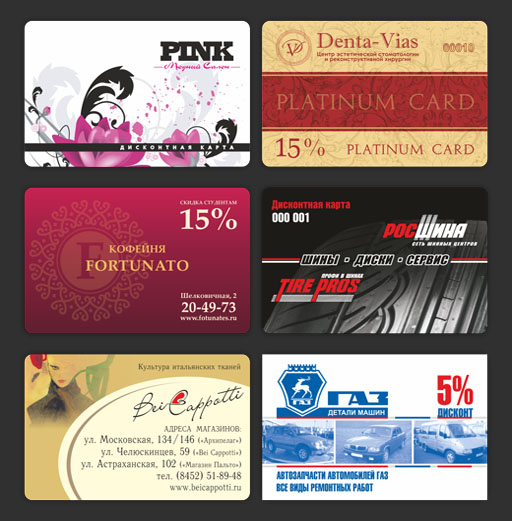 PINK
Модный Салон
ДИСКОНТНАЯ КАРТА
DV
Denta-Vias
Центр эстетической стоматологии
и реконструктивной хирургии
00010
PLATINUM CARD
15%
PLATINUM CARD
СКИДКА СТУДЕНТАМ
15%
F
КОФЕЙНЯ
FORTUNATO
Шелковичная, 2
20-49-73
www.fotunates.ru
Дисконтная карта
000 001
РОСШИНА
СЕТЬ ШИННЫХ ЦЕНТРОВ
ШИНЫ • ДИСКИ • СЕРВИС
ПРОФИ В ШИНАХ
TIRE PROS
Культура итальянских тканей
Bei Cappotti
АДРЕСА МАГАЗИНОВ:
ул. Московская, 134/146 («Архипелаг»)
ул. Челюскинцев, 59 («Bei Cappotti»)
ул. Астраханская, 102 («Магазин Пальто»)
тел. (8452) 51-89-48
www.beicappotti.ru
ГАЗ
ГАЗ
ДЕТАЛИ МАШИН
5%
ДИСКОНТ
АВТОЗАПЧАСТИ АВТОМОБИЛЕЙ ГАЗ
ВСЕ ВИДЫ РЕМОНТНЫХ РАБОТ